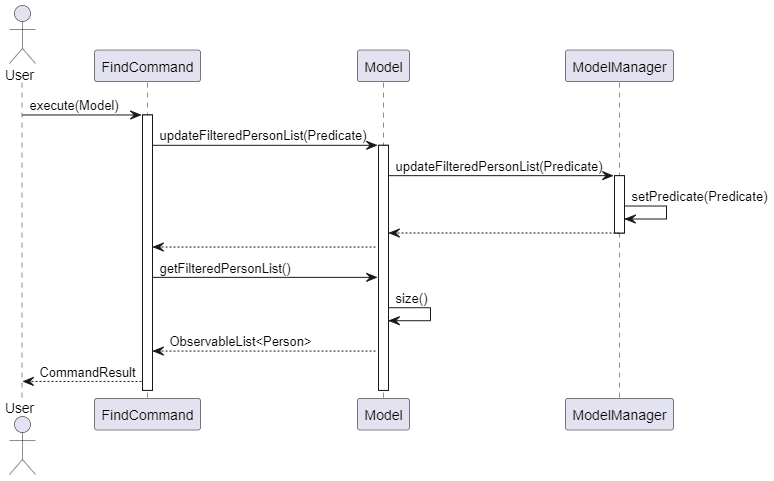 User
FindCommand
Model
ModelManager
execute(Model)
updateFilteredPersonList(Predicate)
updateFilteredPersonList(Predicate)
setPredicate(Predicate)
getFilteredPersonList()
size()
ObservableList<Person>
CommandResult
User
FindCommand
Model
ModelManager